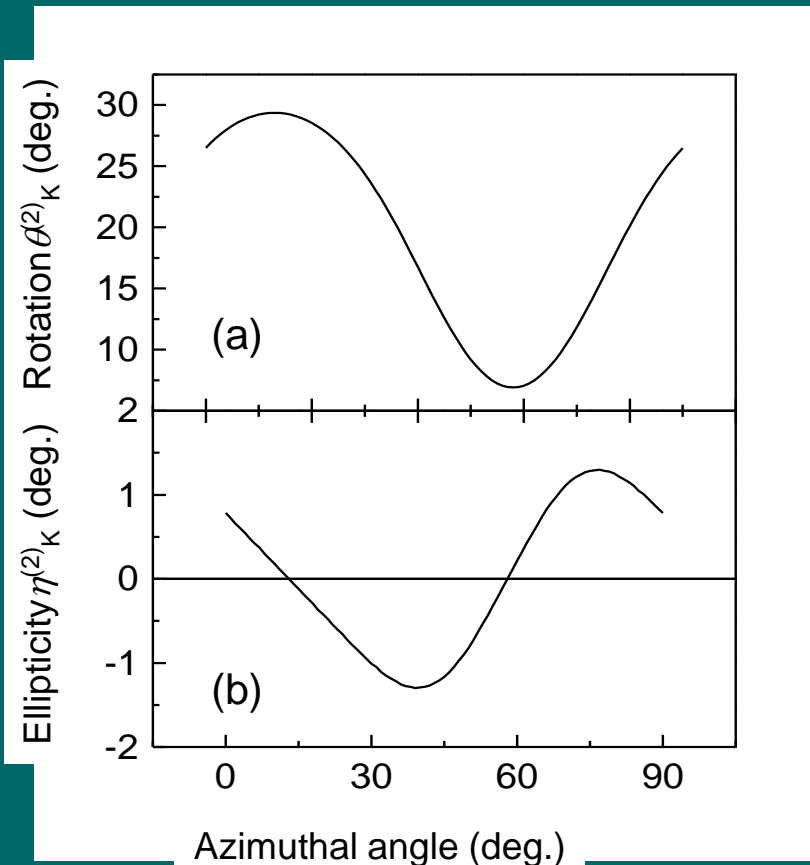 Rotation θ(2)K (deg.)
30
25
20
15
10
(a)
Ellipticity η(2)K (deg.)
2
1
0
-1
-2
(b)
0 30 60 90
Azimuthal angle (deg.)